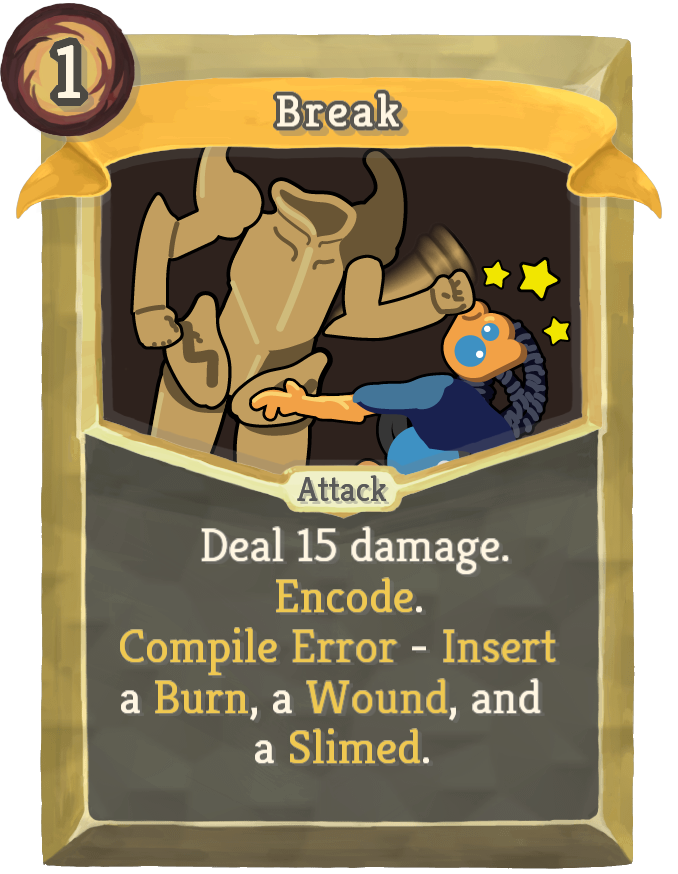 1
Break
Attack
Deal 15 damage.
Encode.
Compile Error - Insert
a Burn, a Wound, and
a Slimed.